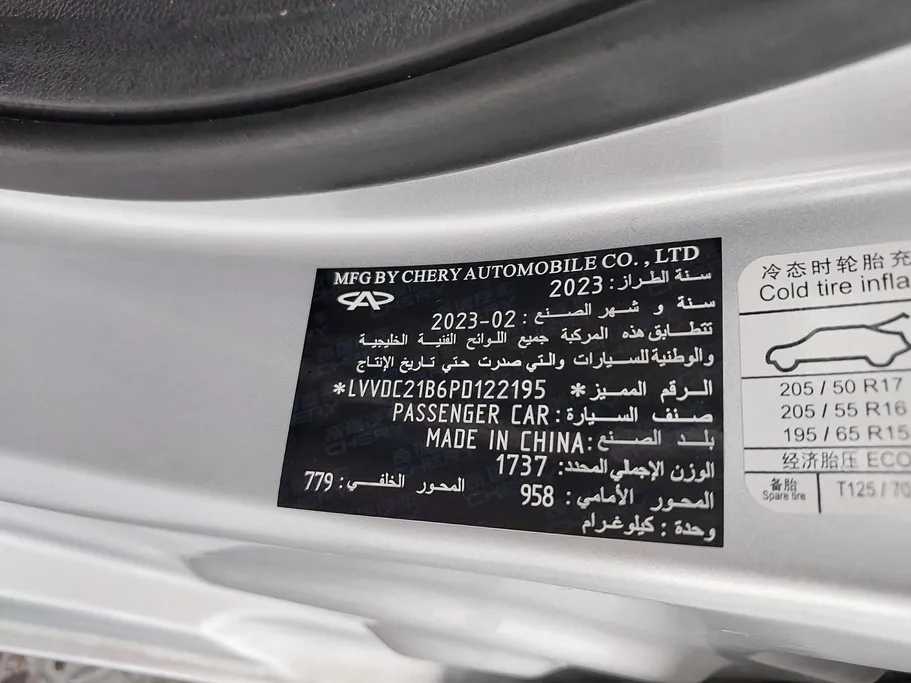 MFG BY CHERY AUTOMOBILE CO. , LTD
سنة الطراز : 2023
سنة و شهر الصنع : 2023-02
تتطابق هذه المركبة جميع اللوائح الفنية الخليجية
والوطنية للسيارات والتي صدرت حتي تاريخ الإنتاج
الرقم المميز * LVVDC21B6PD122195*
صنف السيارة : PASSENGER CAR
بلد الصنع : MADE IN CHINA
الوزن الإجمالي المحدد: 1737
المحور الأمامي : 958 المحور الخلفي : 779
وحدة : كيلوغرام
冷态时轮胎充
Cold tire infla
205 / 50 R17
205 / 55 R16
195 / 65 R15
经济胎压 ECO
备胎
Spare tire
T125 / 70